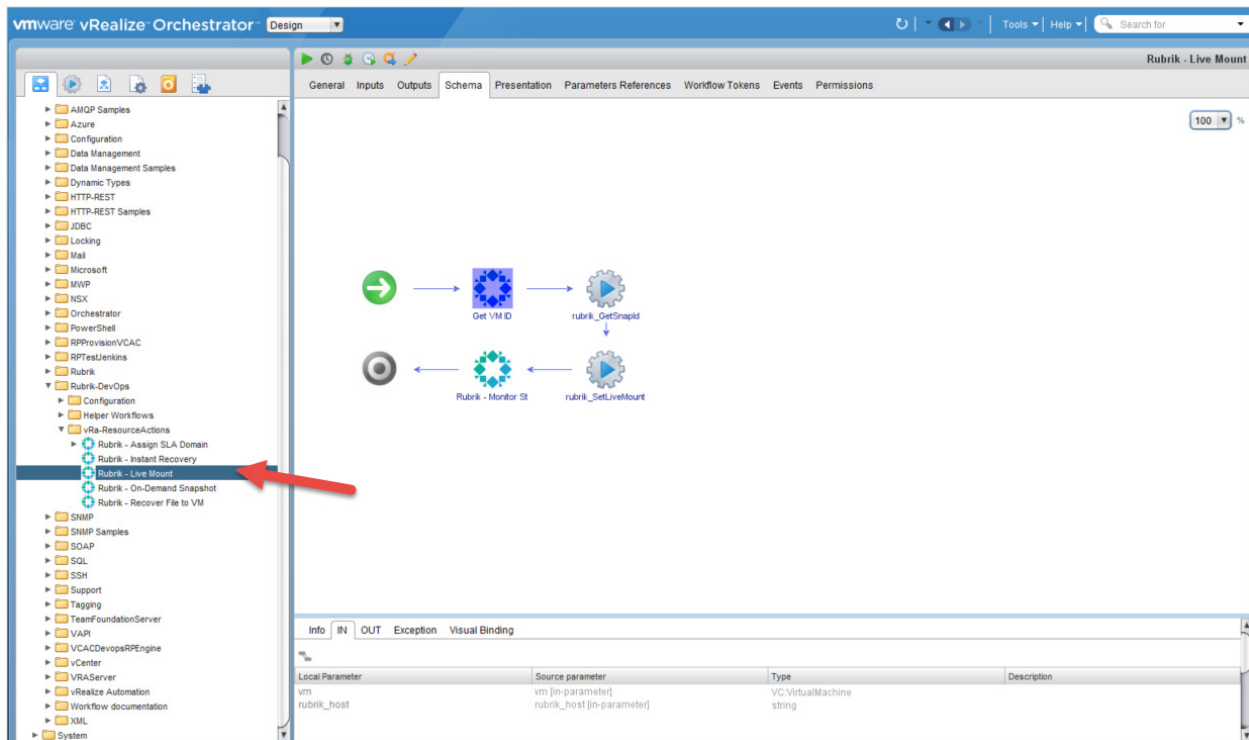 vmware vRealize Orchestrator Design Tools Help Search for
Rubrik - Live Mount
General Inputs Outputs Schema Presentation Parameters References Workflow Tokens Events Permissions
100 %
AMQP Samples
Azure
Configuration
Data Management
Data Management Samples
Dynamic Types
HTTP-REST
HTTP-REST Samples
JDBC
Locking
Mail
Microsoft
MWP
NSX
Orchestrator
PowerShell
RPProvisionVCAC
RPTestJenkins
Rubrik
Rubrik-DevOps
Configuration
Helper Workflows
vRa-ResourceActions
Rubrik - Assign SLA Domain
Rubrik - Instant Recovery
Rubrik - Live Mount
Rubrik - On-Demand Snapshot
Rubrik - Recover File to VM
SNMP
SNMP Samples
SOAP
SQL
SSH
Support
Tagging
TeamFoundationServer
VAPI
VCACDevopsRPEngine
vCenter
VRAServer
vRealize Automation
Workflow documentation
XML
System
Get VM ID rubrik_GetSnapId
Rubrik - Monitor St rubrik_SetLiveMount
Info IN OUT Exception Visual Binding
Local Parameter Source parameter Type Description
vm vm [in-parameter] VC:VirtualMachine
rubrik_host rubrik_host [in-parameter] string